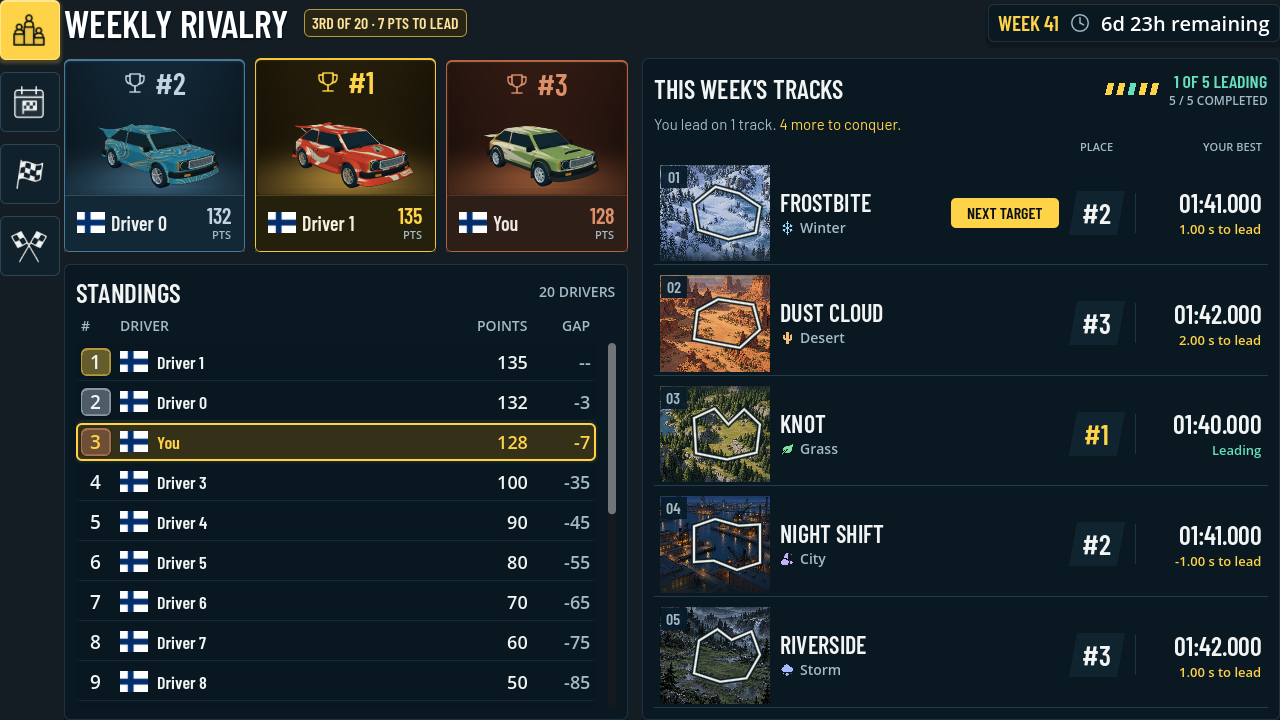 WEEKLY RIVALRY
3RD OF 20 · 7 PTS TO LEAD
WEEK 41
6d 23h remaining
#2
Driver 0
132
PTS
#1
Driver 1
135
PTS
#3
You
128
PTS
STANDINGS
20 DRIVERS
# DRIVER POINTS GAP
1 Driver 1 135 --
2 Driver 0 132 -3
3 You 128 -7
4 Driver 3 100 -35
5 Driver 4 90 -45
6 Driver 5 80 -55
7 Driver 6 70 -65
8 Driver 7 60 -75
9 Driver 8 50 -85
THIS WEEK'S TRACKS
1 OF 5 LEADING
5 / 5 COMPLETED
You lead on 1 track. 4 more to conquer.
PLACE YOUR BEST
01
FROSTBITE
Winter
NEXT TARGET
#2
01:41.000
1.00 s to lead
02
DUST CLOUD
Desert
#3
01:42.000
2.00 s to lead
03
KNOT
Grass
#1
01:40.000
Leading
04
NIGHT SHIFT
City
#2
01:41.000
-1.00 s to lead
05
RIVERSIDE
Storm
#3
01:42.000
1.00 s to lead